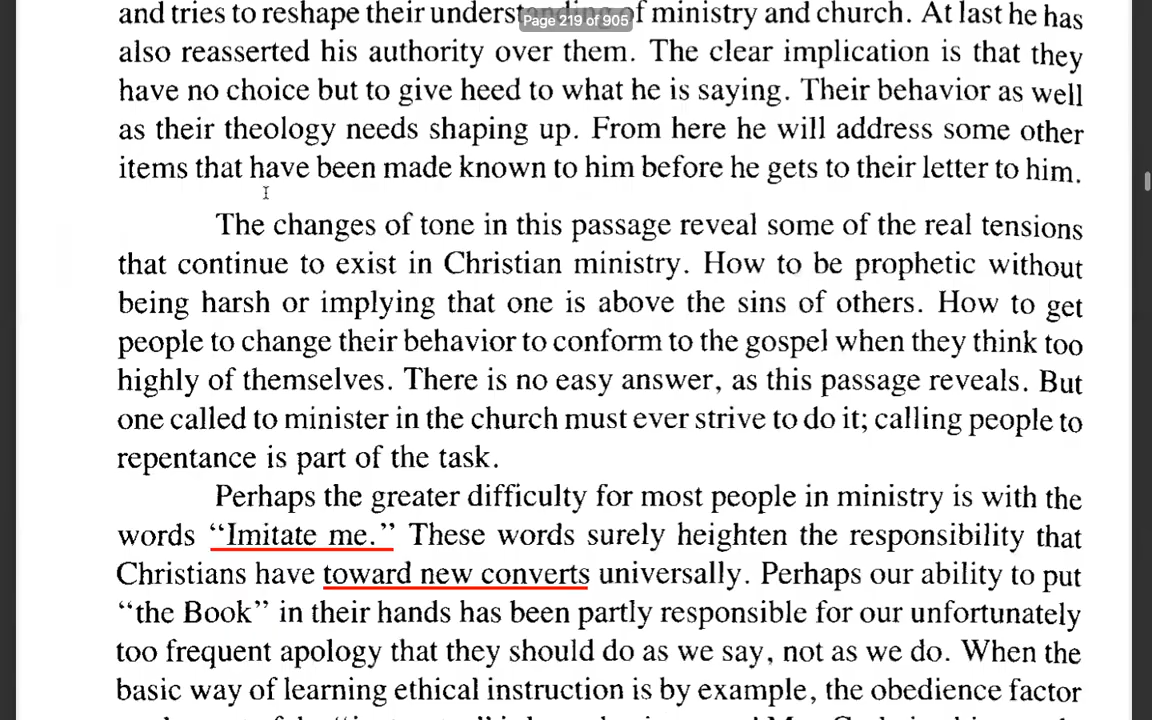 and tries to reshape their of ministry and church. At last he has
Page 219 of 905
also reasserted his authority over them. The clear implication is that they
have no choice but to give heed to what he is saying. Their behavior as well
as their theology needs shaping up. From here he will address some other
items that have been made known to him before he gets to their letter to him.
The changes of tone in this passage reveal some of the real tensions
that continue to exist in Christian ministry. How to be prophetic without
being harsh or implying that one is above the sins of others. How to get
people to change their behavior to conform to the gospel when they think too
highly of themselves. There is no easy answer, as this passage reveals. But
one called to minister in the church must ever strive to do it; calling people to
repentance is part of the task.
Perhaps the greater difficulty for most people in ministry is with the
words “Imitate me.” These words surely heighten the responsibility that
Christians have toward new converts universally. Perhaps our ability to put
“the Book” in their hands has been partly responsible for our unfortunately
too frequent apology that they should do as we say, not as we do. When the
basic way of learning ethical instruction is by example, the obedience factor